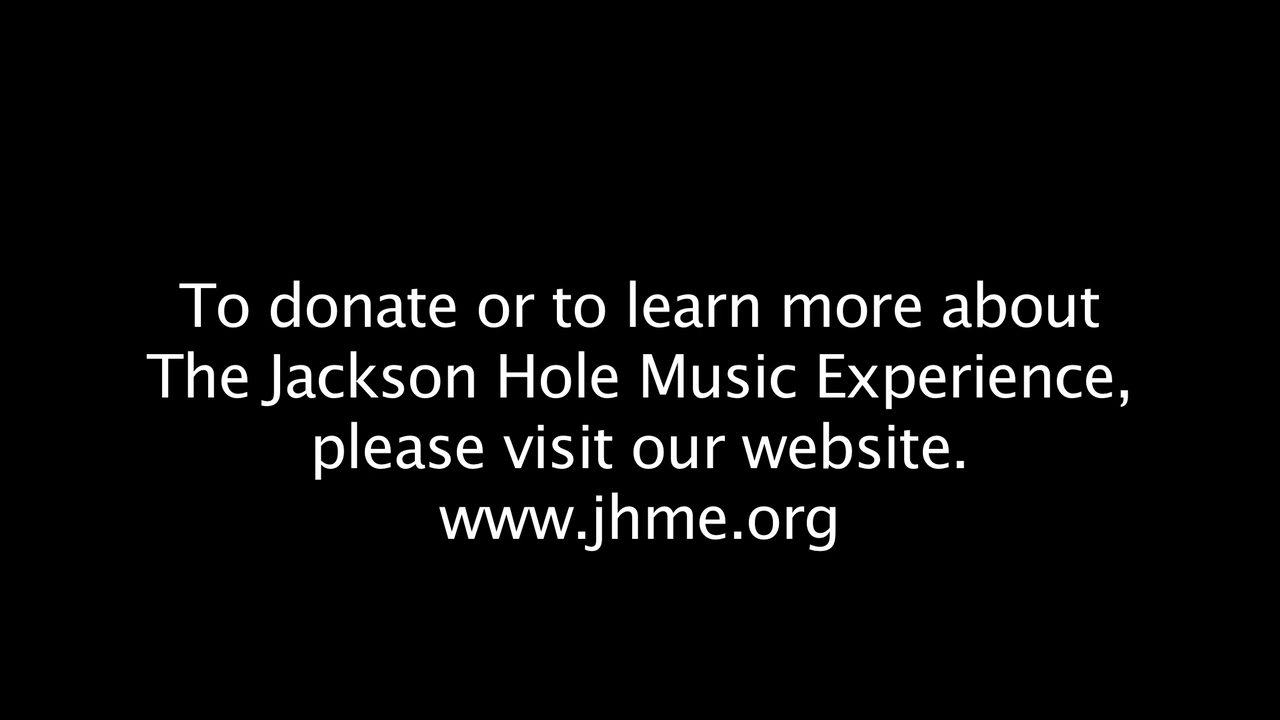 To donate or to learn more about
The Jackson Hole Music Experience,
please visit our website.
www.jhme.org